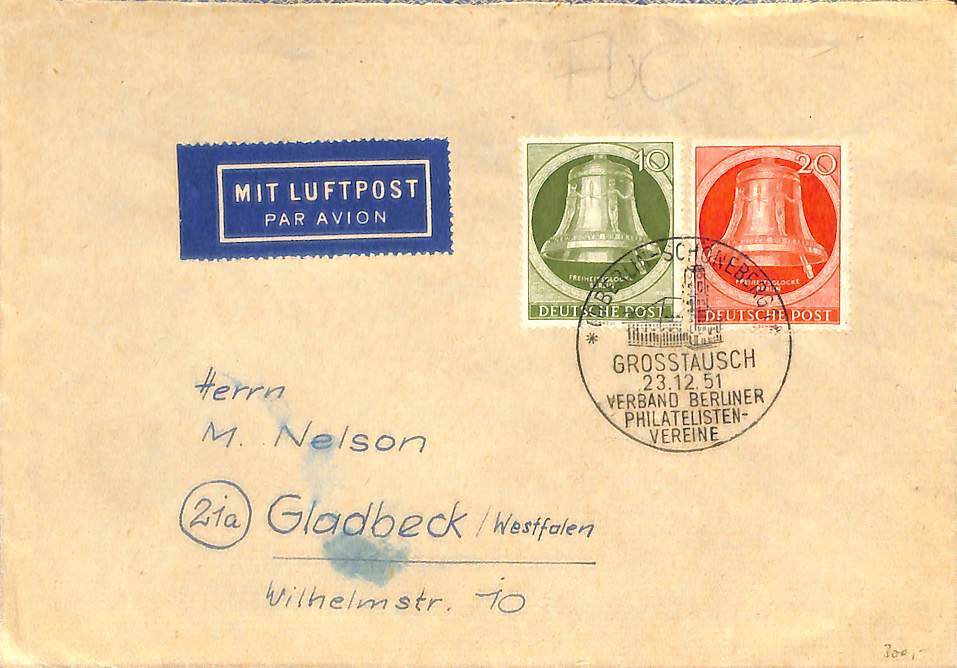 FDC
MIT LUFTPOST
PAR AVION
10
FREIHEITSGLOCKE
BERLIN
DEUTSCHE POST
20
FREIHEITSGLOCKE
BERLIN
DEUTSCHE POST
BERLIN-SCHÖNEBERG
GROSSTAUSCH
23.12.51
VERBAND BERLINER
PHILATELISTEN-
VEREINE
Herrn
M. Nelson
21a Gladbeck / Westfalen
Wilhelmstr. 10
300,-